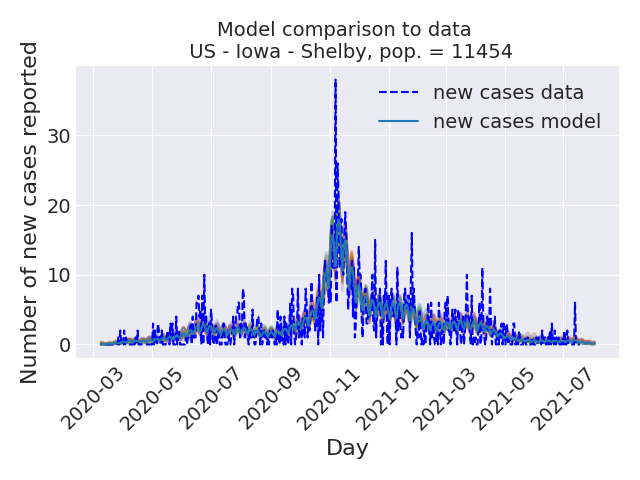 Model comparison to data
US - Iowa - Shelby, pop. = 11454
new cases data
new cases model
Number of new cases reported
30
20
10
0
2020-03
2020-05
2020-07
2020-09
2020-11
2021-01
2021-03
2021-05
2021-07
Day